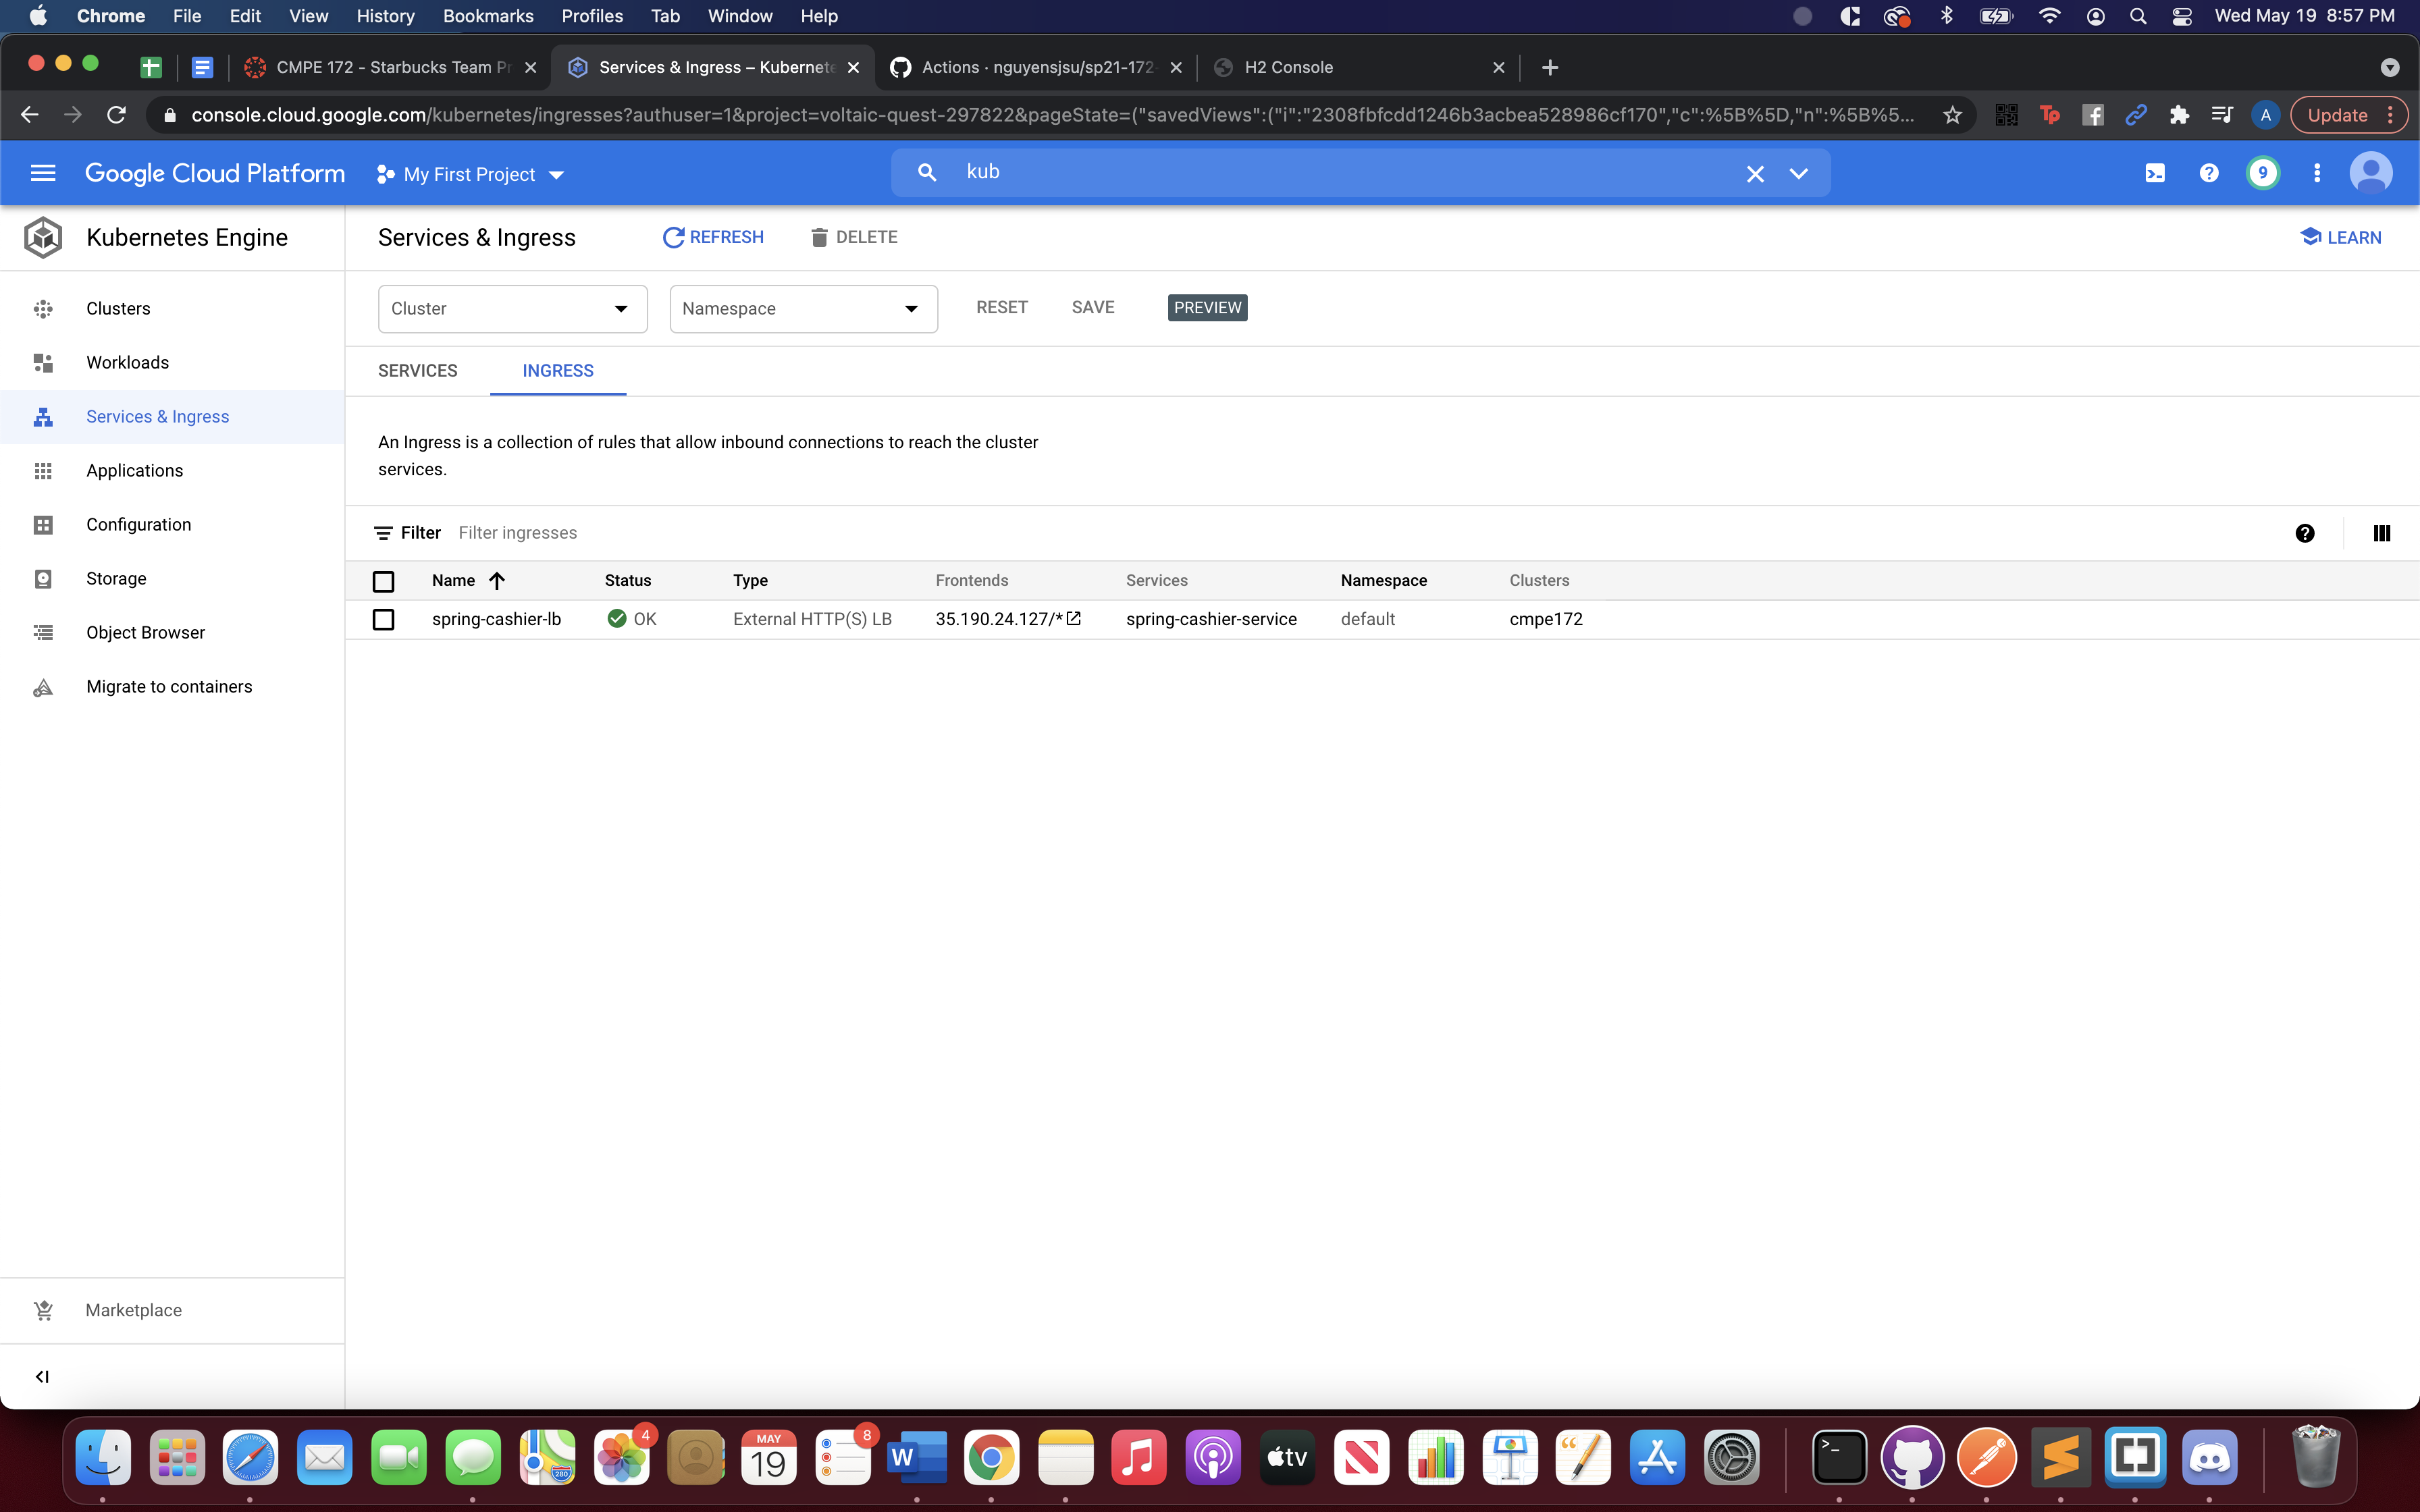 Chrome File Edit View History Bookmarks Profiles Tab Window Help Wed May 19 8:57 PM
CMPE 172 - Starbucks Team Pr Services & Ingress – Kubernete Actions · nguyensjsu/sp21-172- H2 Console
console.cloud.google.com/kubernetes/ingresses?authuser=1&project=voltaic-quest-297822&pageState=("savedViews":("i":"2308fbfcdd1246b3acbea528986cf170","c":%5B%5D,"n":%5B%5... Tp A Update
Google Cloud Platform My First Project kub 9
Kubernetes Engine Services & Ingress REFRESH DELETE LEARN
Clusters
Workloads
Services & Ingress
Applications
Configuration
Storage
Object Browser
Migrate to containers
Marketplace
Cluster Namespace RESET SAVE PREVIEW
SERVICES INGRESS
An Ingress is a collection of rules that allow inbound connections to reach the cluster
services.
Filter Filter ingresses
Name Status Type Frontends Services Namespace Clusters
spring-cashier-lb OK External HTTP(S) LB 35.190.24.127/* spring-cashier-service default cmpe172
4 MAY 19 8 W tv 280 >_